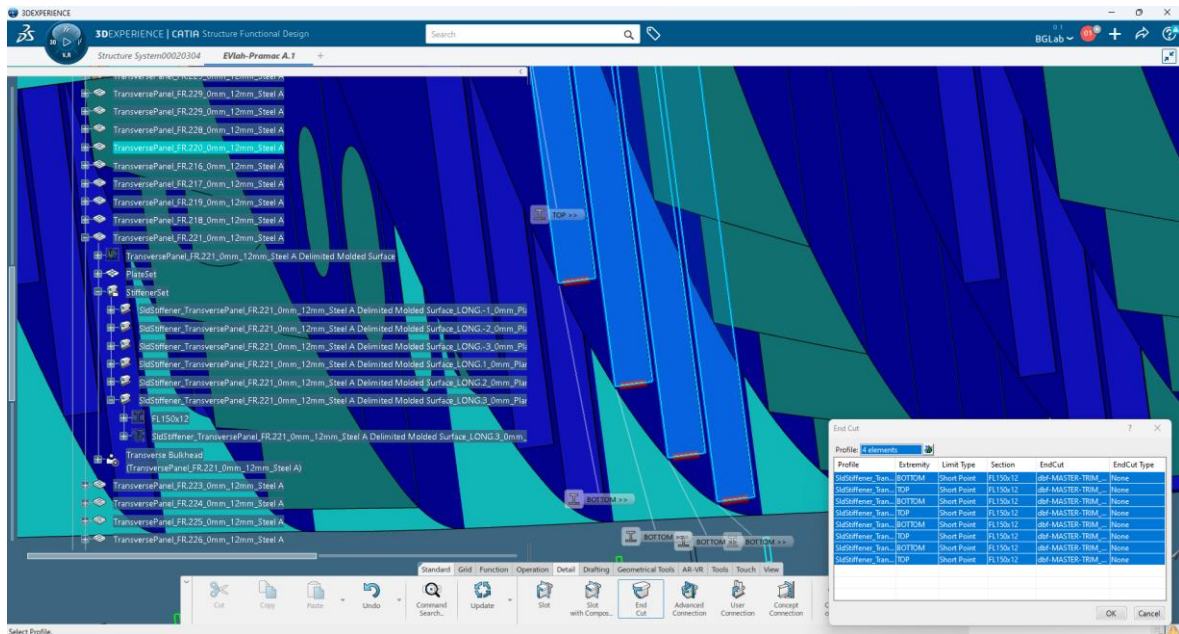 3DEXPERIENCE
3DEXPERIENCE | CATIA Structure Functional Design
Search
BGLab
Structure System00020304
EVlah-Pramac A.1
TransversePanel_FR.229_0mm_12mm_Steel A
TransversePanel_FR.229_0mm_12mm_Steel A
TransversePanel_FR.228_0mm_12mm_Steel A
TransversePanel_FR.220_0mm_12mm_Steel A
TransversePanel_FR.216_0mm_12mm_Steel A
TransversePanel_FR.217_0mm_12mm_Steel A
TransversePanel_FR.219_0mm_12mm_Steel A
TransversePanel_FR.218_0mm_12mm_Steel A
TransversePanel_FR.221_0mm_12mm_Steel A
TransversePanel_FR.221_0mm_12mm_Steel A Delimited Molded Surface
PlateSet
StiffenerSet
SldStiffener_TransversePanel_FR.221_0mm_12mm_Steel A Delimited Molded Surface_LONG.-1_0mm_Pla
SldStiffener_TransversePanel_FR.221_0mm_12mm_Steel A Delimited Molded Surface_LONG.-2_0mm_Pla
SldStiffener_TransversePanel_FR.221_0mm_12mm_Steel A Delimited Molded Surface_LONG.-3_0mm_Pla
SldStiffener_TransversePanel_FR.221_0mm_12mm_Steel A Delimited Molded Surface_LONG.1_0mm_Plan
SldStiffener_TransversePanel_FR.221_0mm_12mm_Steel A Delimited Molded Surface_LONG.2_0mm_Plan
SldStiffener_TransversePanel_FR.221_0mm_12mm_Steel A Delimited Molded Surface_LONG.3_0mm_Plan
FL150x12
SldStiffener_TransversePanel_FR.221_0mm_12mm_Steel A Delimited Molded Surface_LONG.3_0mm_
Transverse Bulkhead
(TransversePanel_FR.221_0mm_12mm_Steel A)
TransversePanel_FR.223_0mm_12mm_Steel A
TransversePanel_FR.224_0mm_12mm_Steel A
TransversePanel_FR.225_0mm_12mm_Steel A
TransversePanel_FR.226_0mm_12mm_Steel A
TOP >>
BOTTOM >>
BOTTOM
BOTTOM
BOTTOM >>
End Cut
Profile: 4 elements
Profile Extremity Limit Type Section EndCut EndCut Type
SldStiffener_Tran... BOTTOM Short Point FL150x12 dbf-MASTER-TRIM_... None
SldStiffener_Tran... TOP Short Point FL150x12 dbf-MASTER-TRIM_... None
SldStiffener_Tran... BOTTOM Short Point FL150x12 dbf-MASTER-TRIM_... None
SldStiffener_Tran... TOP Short Point FL150x12 dbf-MASTER-TRIM_... None
SldStiffener_Tran... BOTTOM Short Point FL150x12 dbf-MASTER-TRIM_... None
SldStiffener_Tran... TOP Short Point FL150x12 dbf-MASTER-TRIM_... None
SldStiffener_Tran... BOTTOM Short Point FL150x12 dbf-MASTER-TRIM_... None
SldStiffener_Tran... TOP Short Point FL150x12 dbf-MASTER-TRIM_... None
OK Cancel
Standard Grid Function Operation Detail Drafting Geometrical Tools AR-VR Tools Touch View
Cut
Copy
Paste
Undo
Command Search...
Update
Slot
Slot with Compos...
End Cut
Advanced Connection
User Connection
Concept Connection
Select Profile.